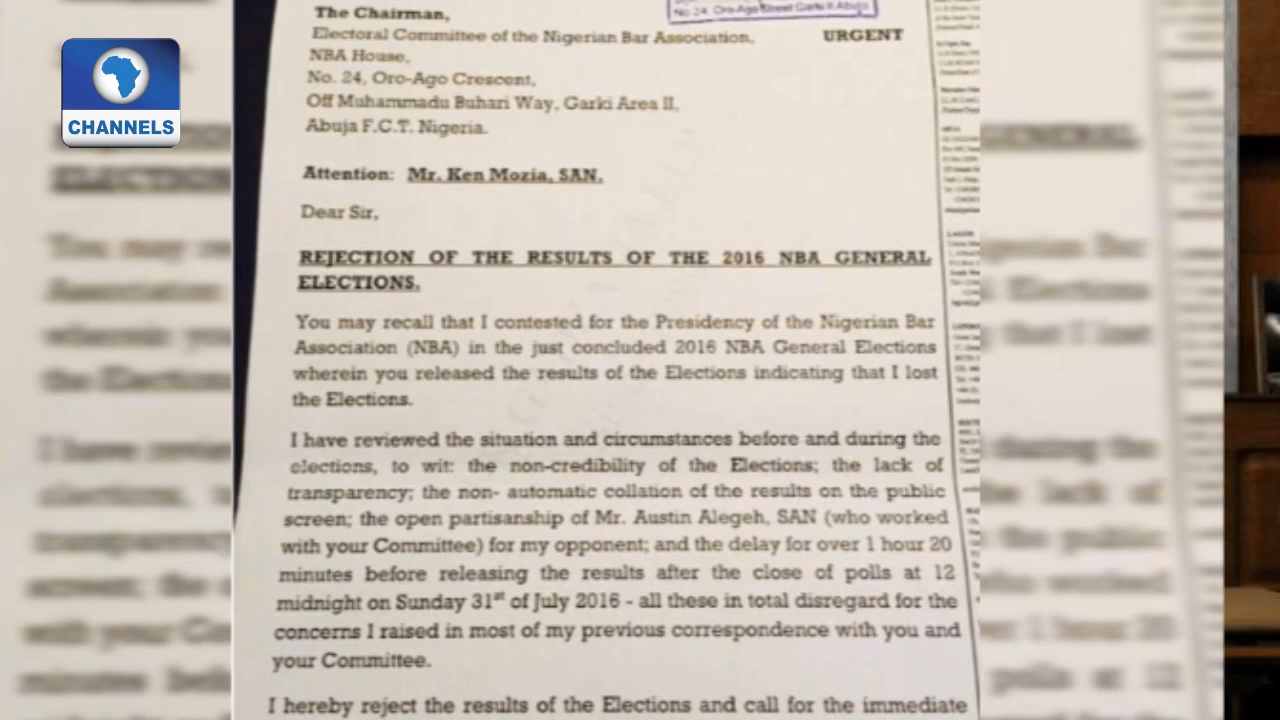 No 24, Oro-Ago Street Garki II Abuja
The Chairman,
Electoral Committee of the Nigerian Bar Association,
URGENT
NBA House,
No. 24, Oro-Ago Crescent,
Off Muhammadu Buhari Way, Garki Area II,
Abuja F.C.T. Nigeria.
CHANNELS
Attention: Mr. Ken Mozia, SAN.
Dear Sir,
REJECTION OF THE RESULTS OF THE 2016 NBA GENERAL
ELECTIONS.
You may recall that I contested for the Presidency of the Nigerian Bar
Association (NBA) in the just concluded 2016 NBA General Elections
wherein you released the results of the Elections indicating that I lost
the Elections.
I have reviewed the situation and circumstances before and during the
elections, to wit: the non-credibility of the Elections; the lack of
transparency; the non- automatic collation of the results on the public
screen; the open partisanship of Mr. Austin Alegeh, SAN (who worked
with your Committee) for my opponent; and the delay for over 1 hour 20
minutes before releasing the results after the close of polls at 12
midnight on Sunday 31st of July 2016 - all these in total disregard for the
concerns I raised in most of my previous correspondence with you and
your Committee.
I hereby reject the results of the Elections and call for the immediate